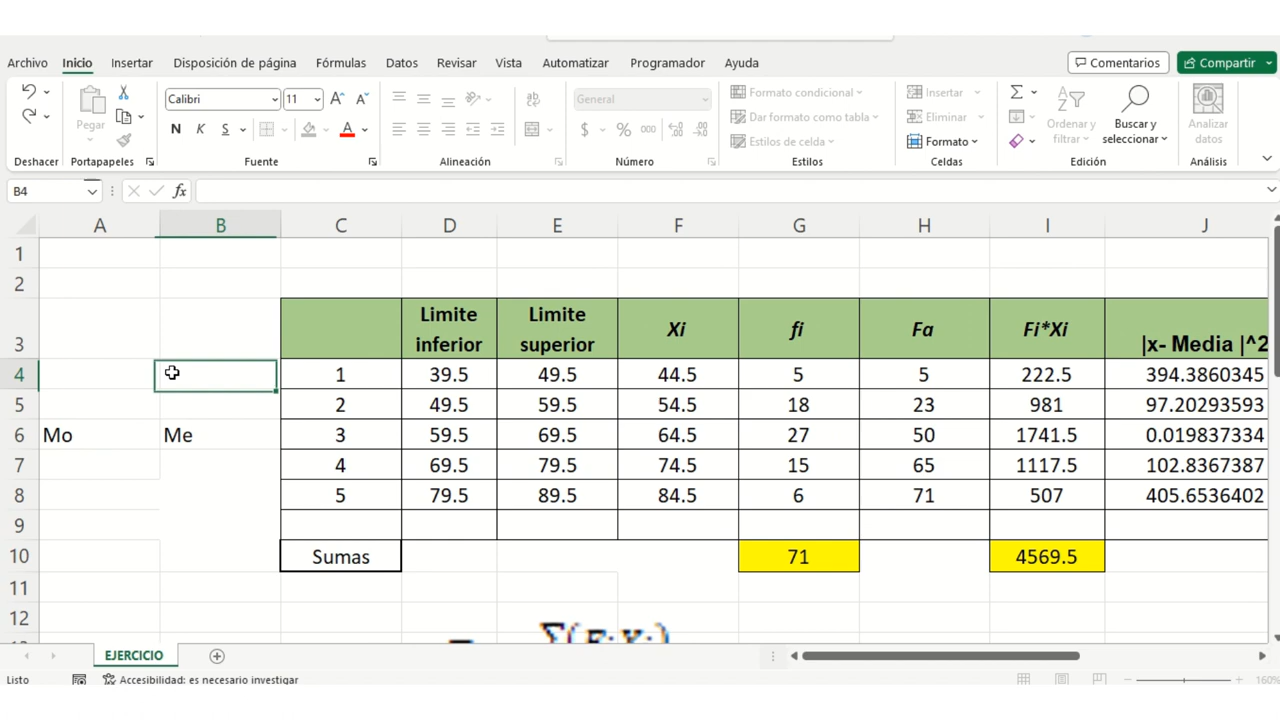 Archivo Inicio Insertar Disposición de página Fórmulas Datos Revisar Vista Automatizar Programador Ayuda Comentarios Compartir
Calibri 11 General Formato condicional Insertar
Pegar Dar formato como tabla Eliminar Ordenar y filtrar Buscar y seleccionar Analizar datos
N K S A $ % 000 Estilos de celda Formato
Deshacer Portapapeles Fuente Alineación Número Estilos Celdas Edición Análisis
B4 fx
A B C D E F G H I J
1
2
3 Limite inferior Limite superior Xi fi Fa Fi*Xi |x- Media |^2
4 1 39.5 49.5 44.5 5 5 222.5 394.3860345
5 2 49.5 59.5 54.5 18 23 981 97.20293593
6 Mo Me 3 59.5 69.5 64.5 27 50 1741.5 0.019837334
7 4 69.5 79.5 74.5 15 65 1117.5 102.8367387
8 5 79.5 89.5 84.5 6 71 507 405.6536402
9
10 Sumas 71 4569.5
11
12
EJERCICIO
Listo Accesibilidad: es necesario investigar 160%